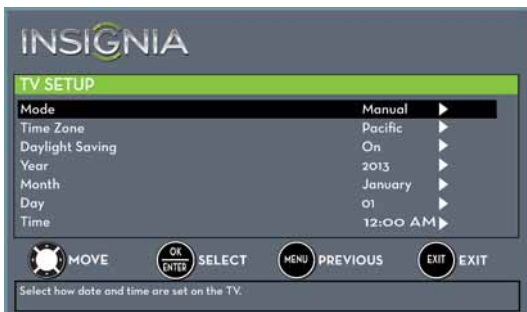 INSIGNIA
TV SETUP
Mode Manual
Time Zone Pacific
Daylight Saving On
Year 2013
Month January
Day 01
Time 12:00 AM
MOVE OK ENTER SELECT MENU PREVIOUS EXIT EXIT
Select how date and time are set on the TV.